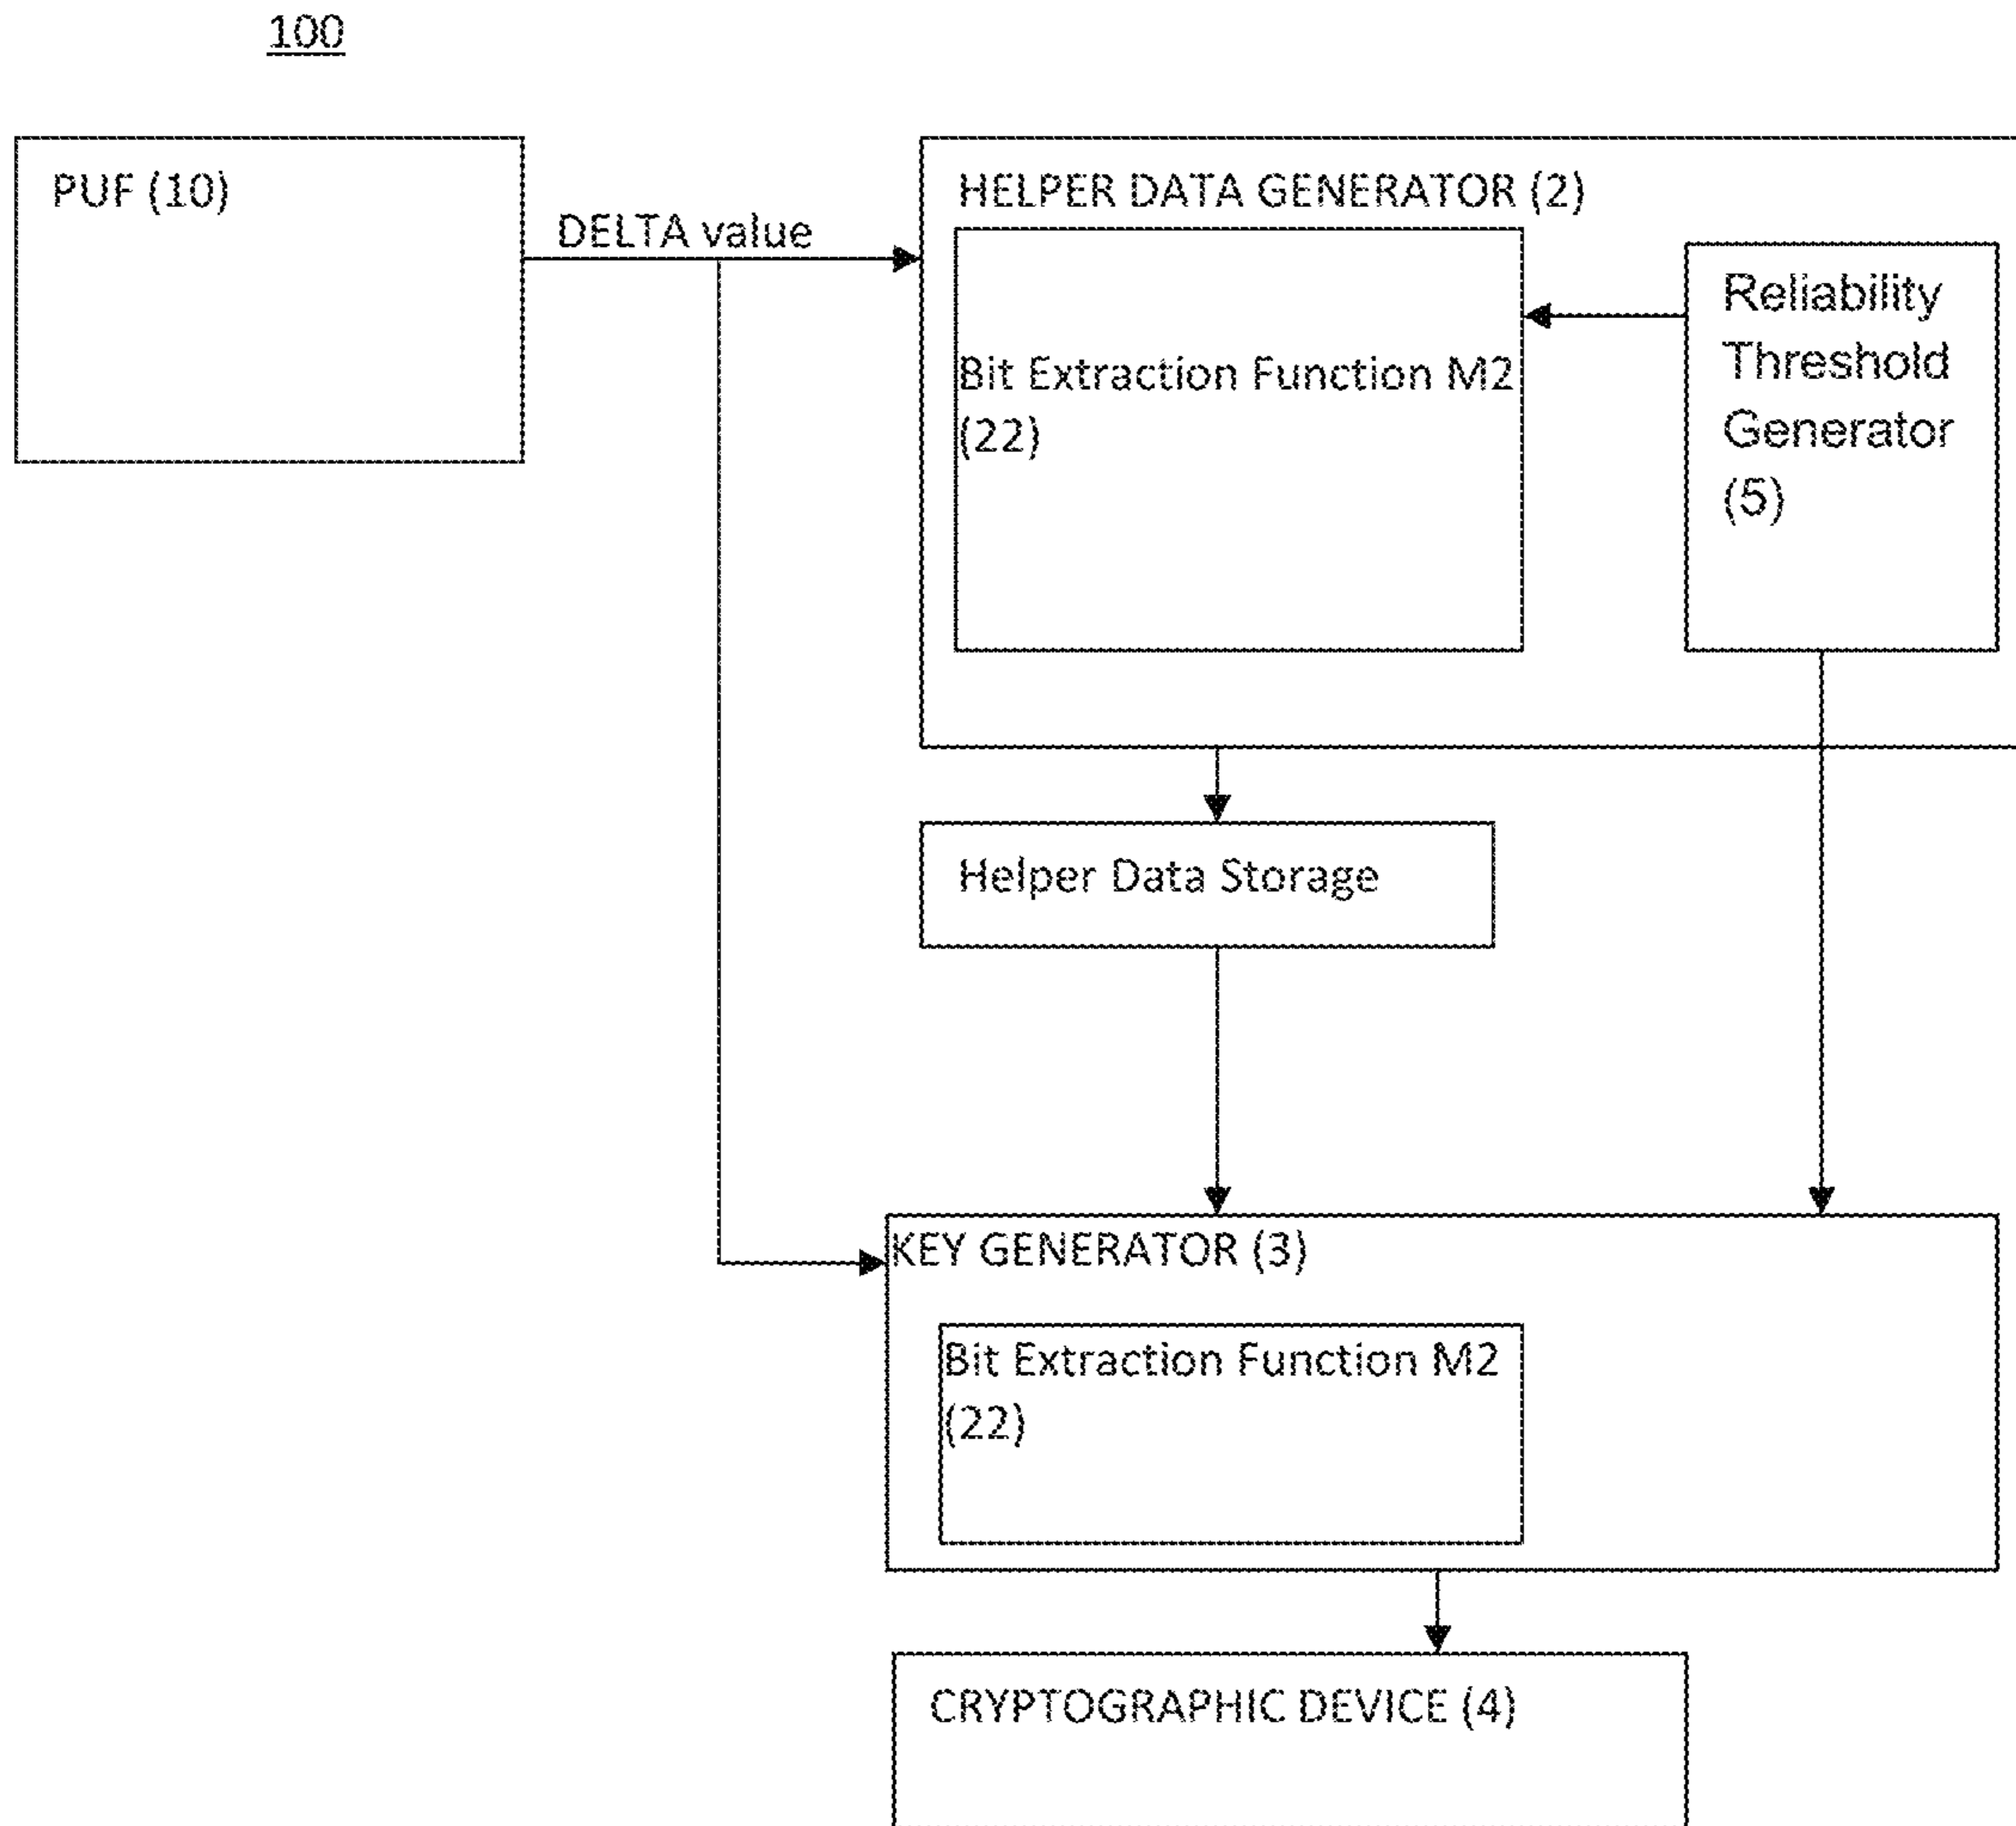 100
PUF (10)
DELTA value
HELPER DATA GENERATOR (2)
Bit Extraction Function M2
(22)
Reliability
Threshold
Generator
(5)
Helper Data Storage
KEY GENERATOR (3)
Bit Extraction Function M2
(22)
CRYPTOGRAPHIC DEVICE (4)